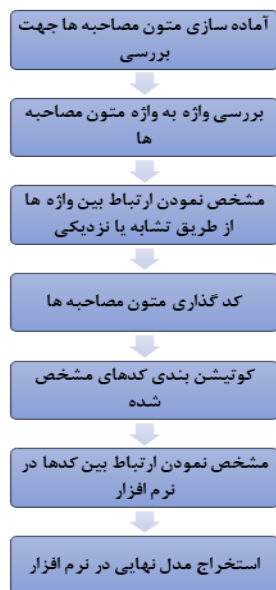 آماده سازی متون مصاحبه ها جهت
بررسی
بررسی واژه به واژه متون مصاحبه
ها
مشخص نمودن ارتباط بین واژه ها
از طریق تشابه یا نزدیکی
کد گذاری متون مصاحبه ها
کوتیشن بندی کدهای مشخص
شده
مشخص نمودن ارتباط بین کدها در
نرم افزار
استخراج مدل نهایی در نرم افزار